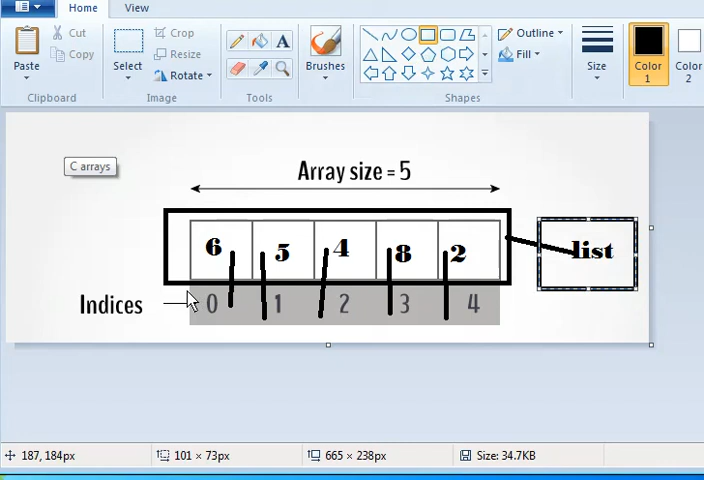 Home View
Cut
Copy
Paste
Clipboard
Crop
Resize
Rotate
Select
Image
A
Tools
Brushes
Outline
Fill
Shapes
Size
Color 1
Color 2
C arrays
Array size = 5
6 5 4 8 2
list
Indices 0 1 2 3 4
187, 184px 101 × 73px 665 × 238px Size: 34.7KB